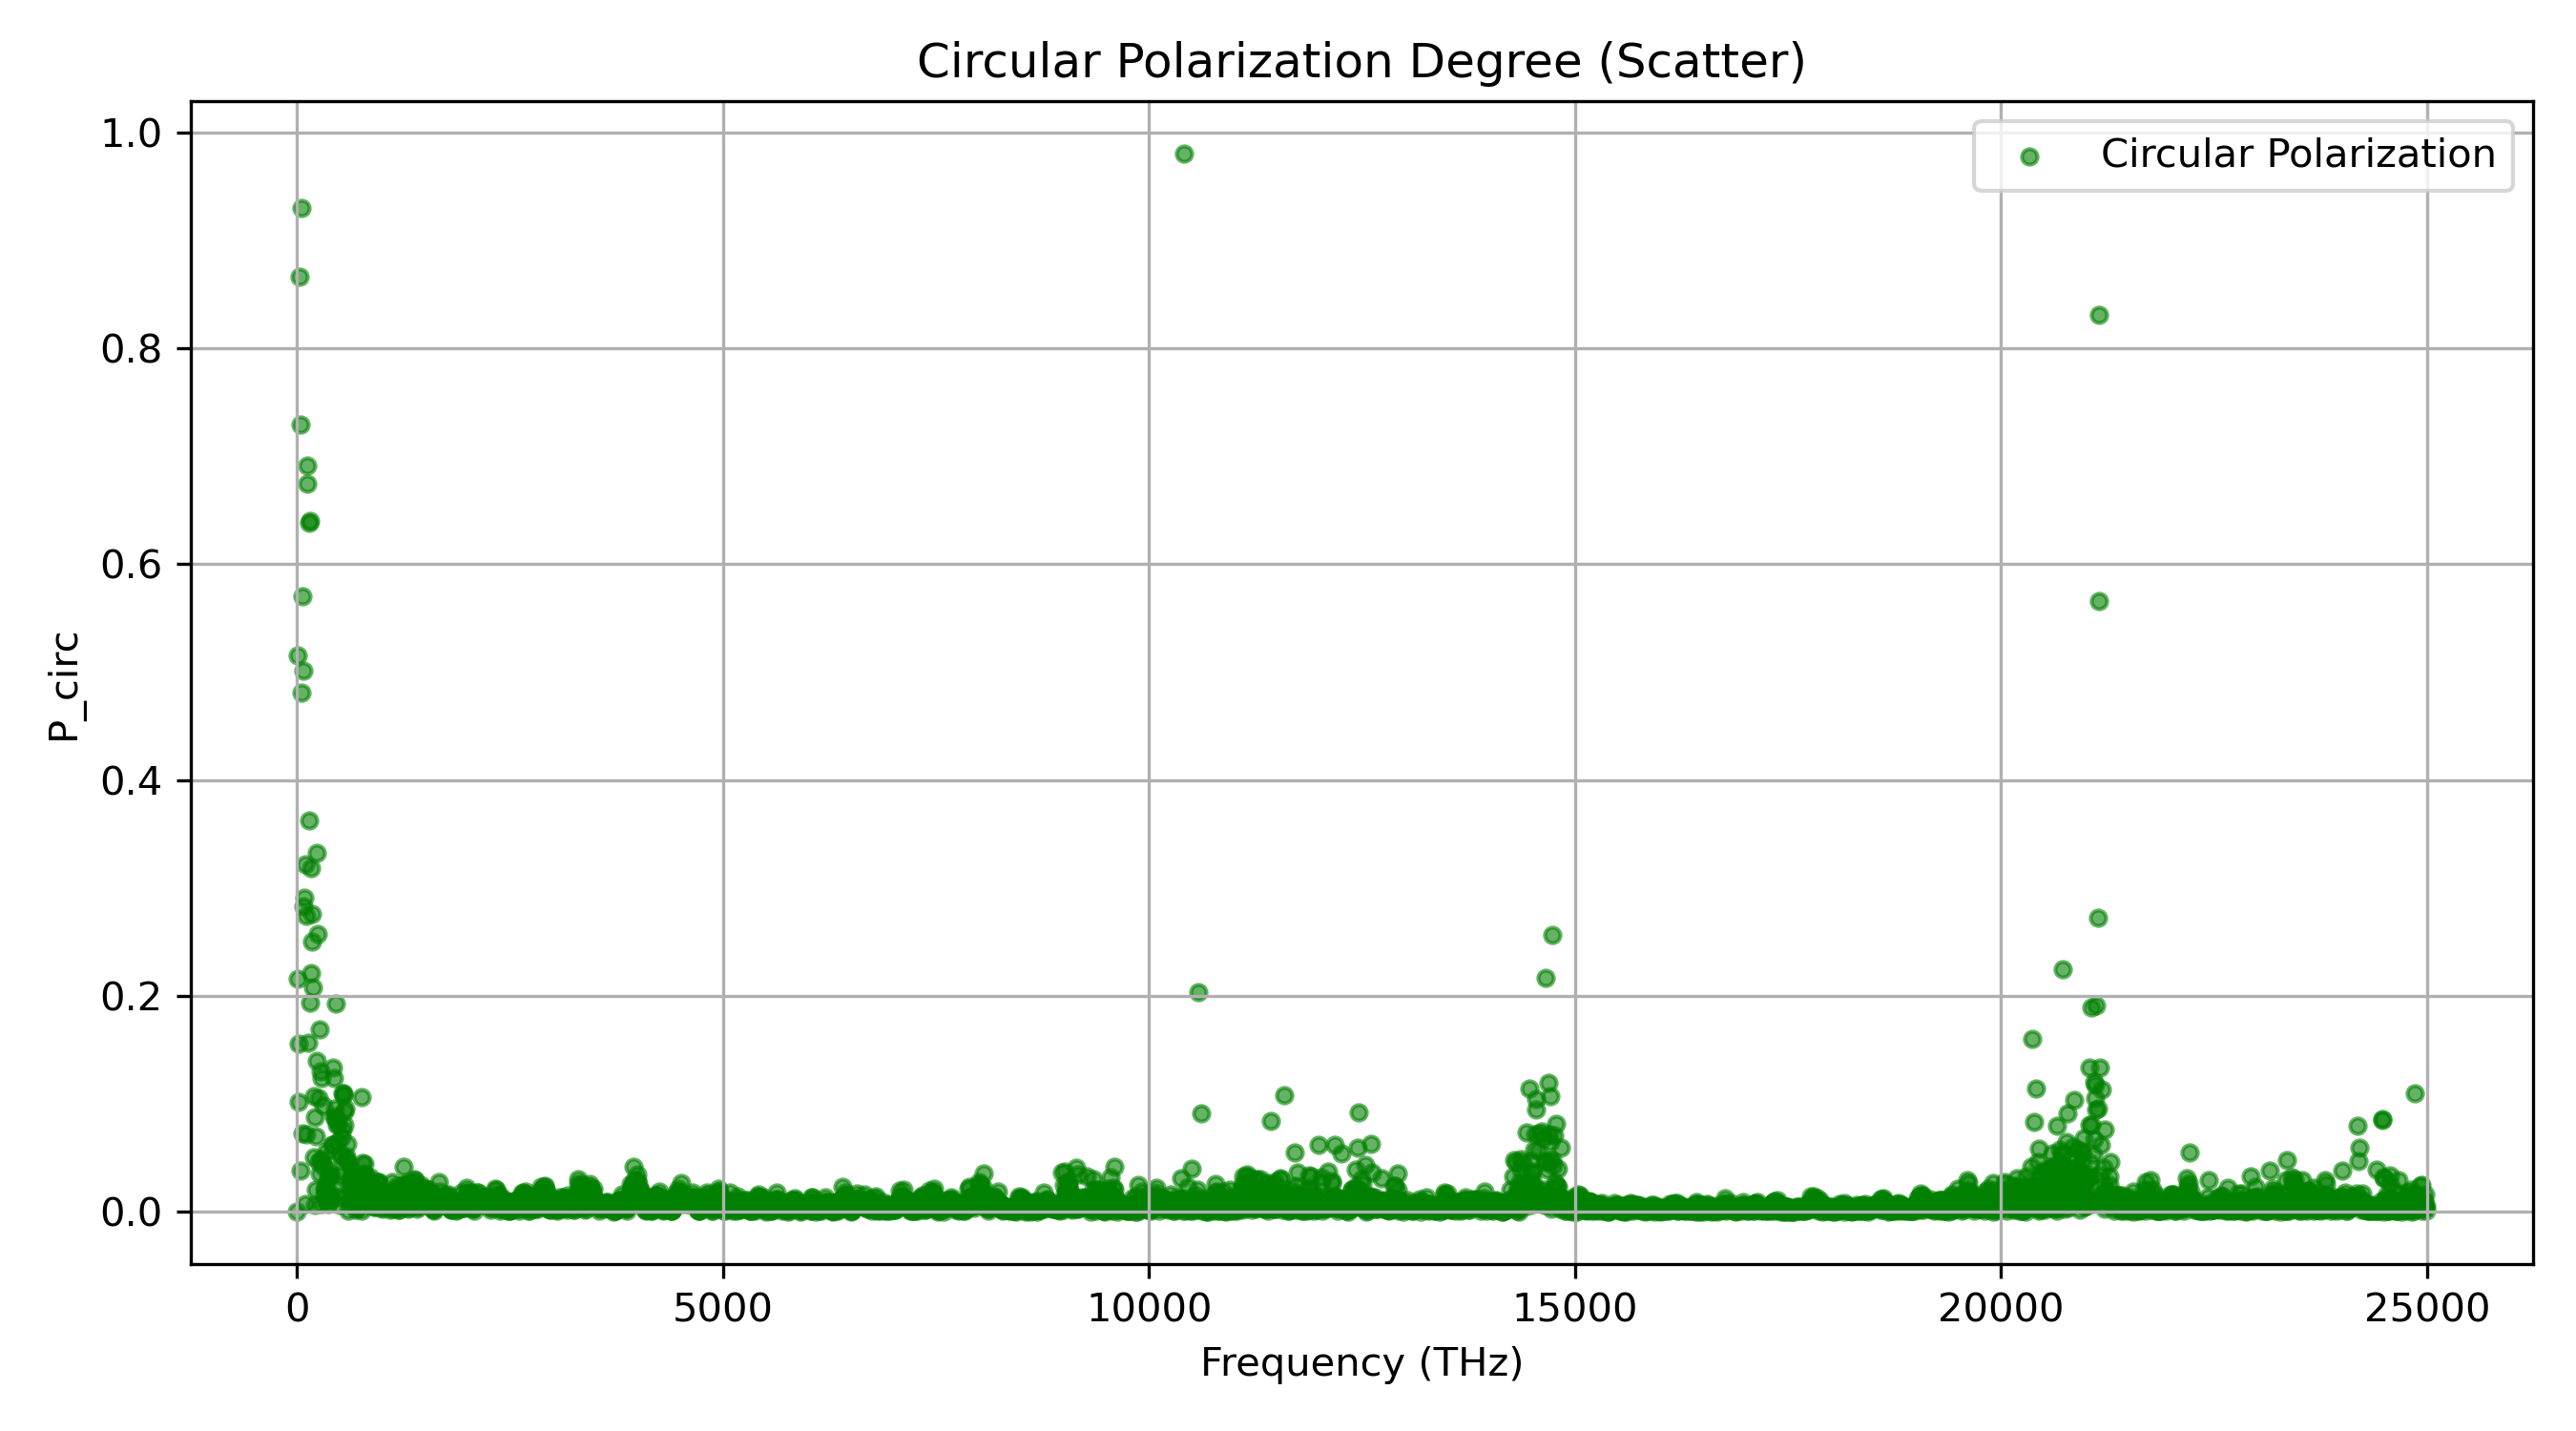 Circular Polarization Degree (Scatter)
Circular Polarization
1.0
0.8
0.6
0.4
0.2
0.0
P_circ
0 5000 10000 15000 20000 25000
Frequency (THz)